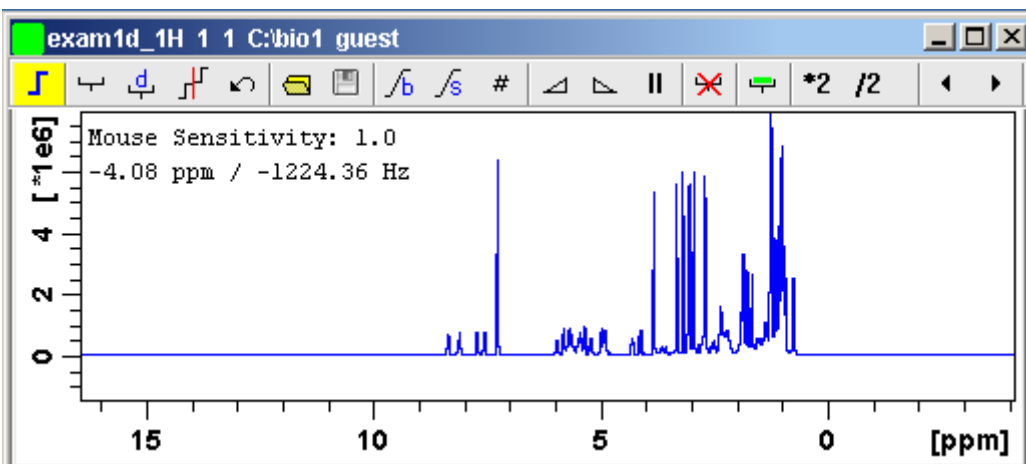 exam1d_1H 1 1 C:\bio1 guest
d b s # *2 /2
Mouse Sensitivity: 1.0
-4.08 ppm / -1224.36 Hz
[*1e6]
4
2
0
15 10 5 0 [ppm]